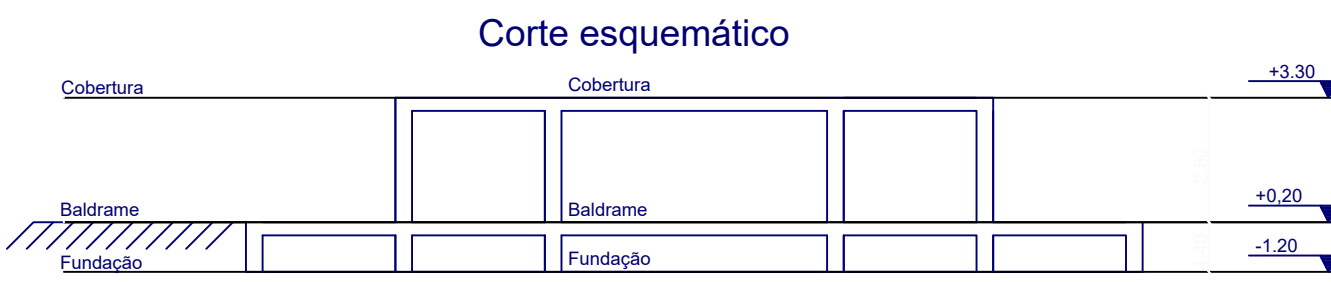 Corte esquemático
Cobertura
Cobertura
+3.30
Baldrame
Baldrame
+0,20
Fundação
Fundação
-1.20